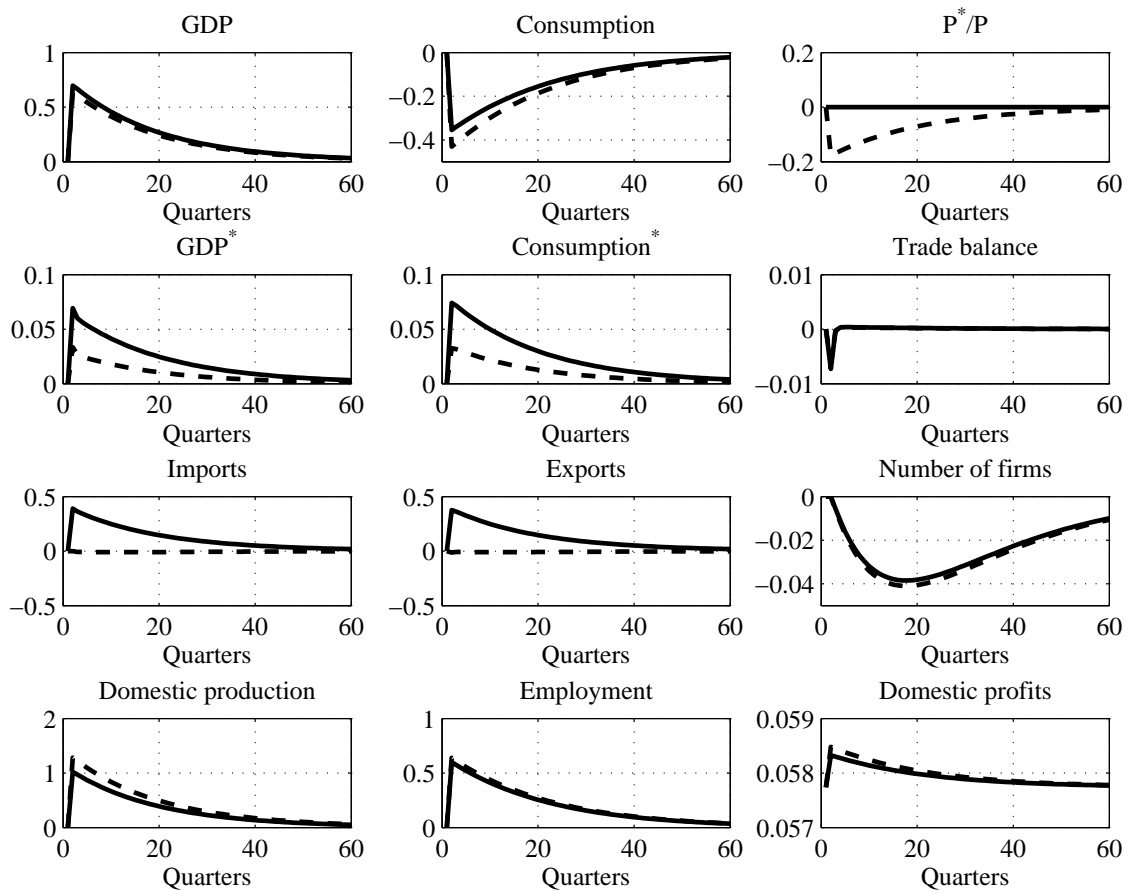 GDP
Consumption
P*/P
1
0.5
0
0
−0.2
−0.4
0.2
0
−0.2
0 20 40 60
0 20 40 60
0 20 40 60
Quarters
Quarters
Quarters
GDP*
Consumption*
Trade balance
0.1
0.05
0
0.1
0.05
0
0.01
0
−0.01
0 20 40 60
0 20 40 60
0 20 40 60
Quarters
Quarters
Quarters
Imports
Exports
Number of firms
0.5
0
−0.5
0.5
0
−0.5
0
−0.02
−0.04
0 20 40 60
0 20 40 60
0 20 40 60
Quarters
Quarters
Quarters
Domestic production
Employment
Domestic profits
2
1
0
1
0.5
0
0.059
0.058
0.057
0 20 40 60
0 20 40 60
0 20 40 60
Quarters
Quarters
Quarters